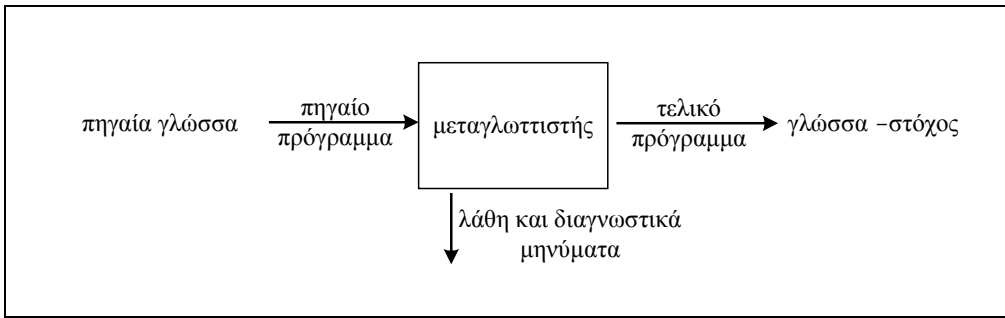 πηγαία γλώσσα
πηγαίο
πρόγραμμα
μεταγλωττιστής
τελικό
πρόγραμμα
γλώσσα –στόχος
λάθη και διαγνωστικά
μηνύματα